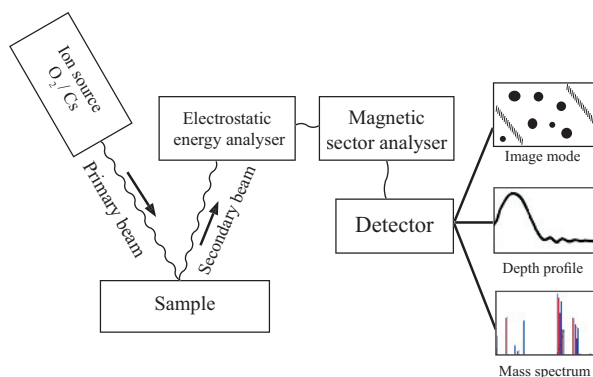 Ion source
O2 / Cs
Primary beam
Secondary beam
Sample
Electrostatic
energy analyser
Magnetic
sector analyser
Detector
Image mode
Depth profile
Mass spectrum